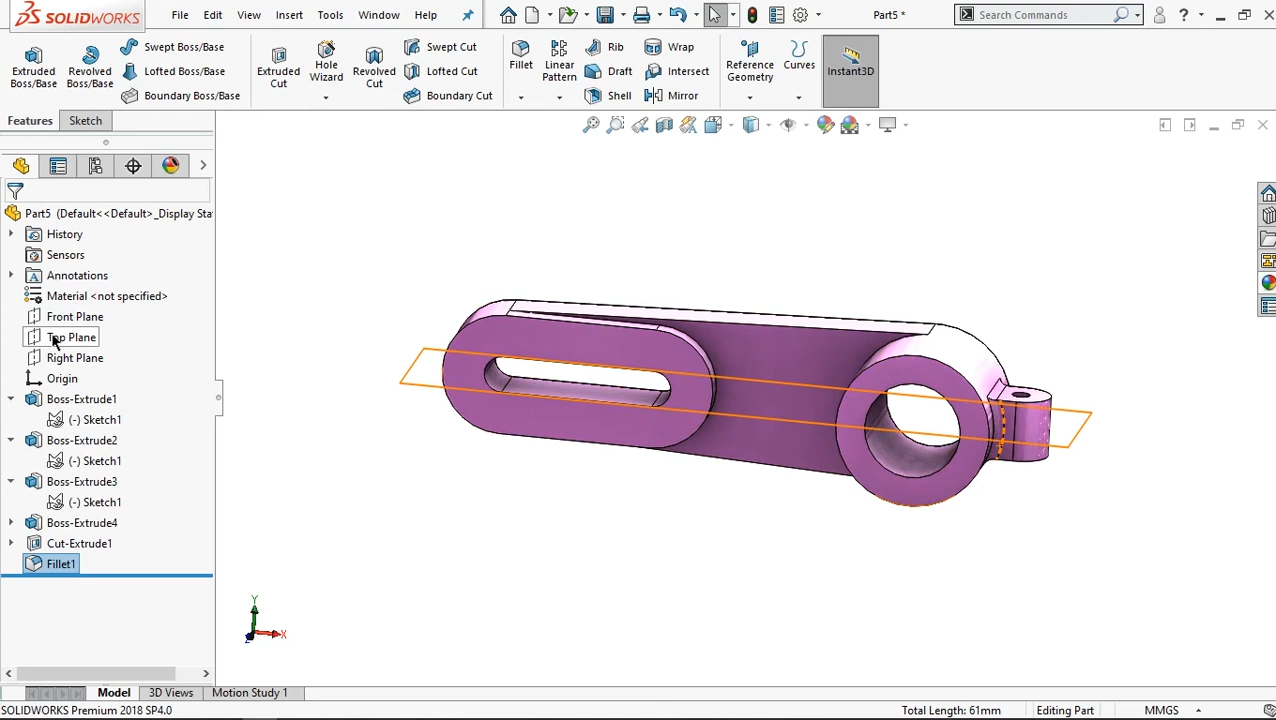 SOLIDWORKS File Edit View Insert Tools Window Help Part5 * Search Commands ?
Extruded Boss/Base
Revolved Boss/Base
Swept Boss/Base
Lofted Boss/Base
Boundary Boss/Base
Extruded Cut
Hole Wizard
Revolved Cut
Swept Cut
Lofted Cut
Boundary Cut
Fillet
Linear Pattern
Rib
Draft
Shell
Wrap
Intersect
Mirror
Reference Geometry
Curves
Instant3D
Features Sketch
Part5 (Default<<Default>_Display Sta
History
Sensors
Annotations
Material <not specified>
Front Plane
Top Plane
Right Plane
Origin
Boss-Extrude1
(-) Sketch1
Boss-Extrude2
(-) Sketch1
Boss-Extrude3
(-) Sketch1
Boss-Extrude4
Cut-Extrude1
Fillet1
Y
X
Z
Model 3D Views Motion Study 1
SOLIDWORKS Premium 2018 SP4.0 Total Length: 61mm Editing Part MMGS